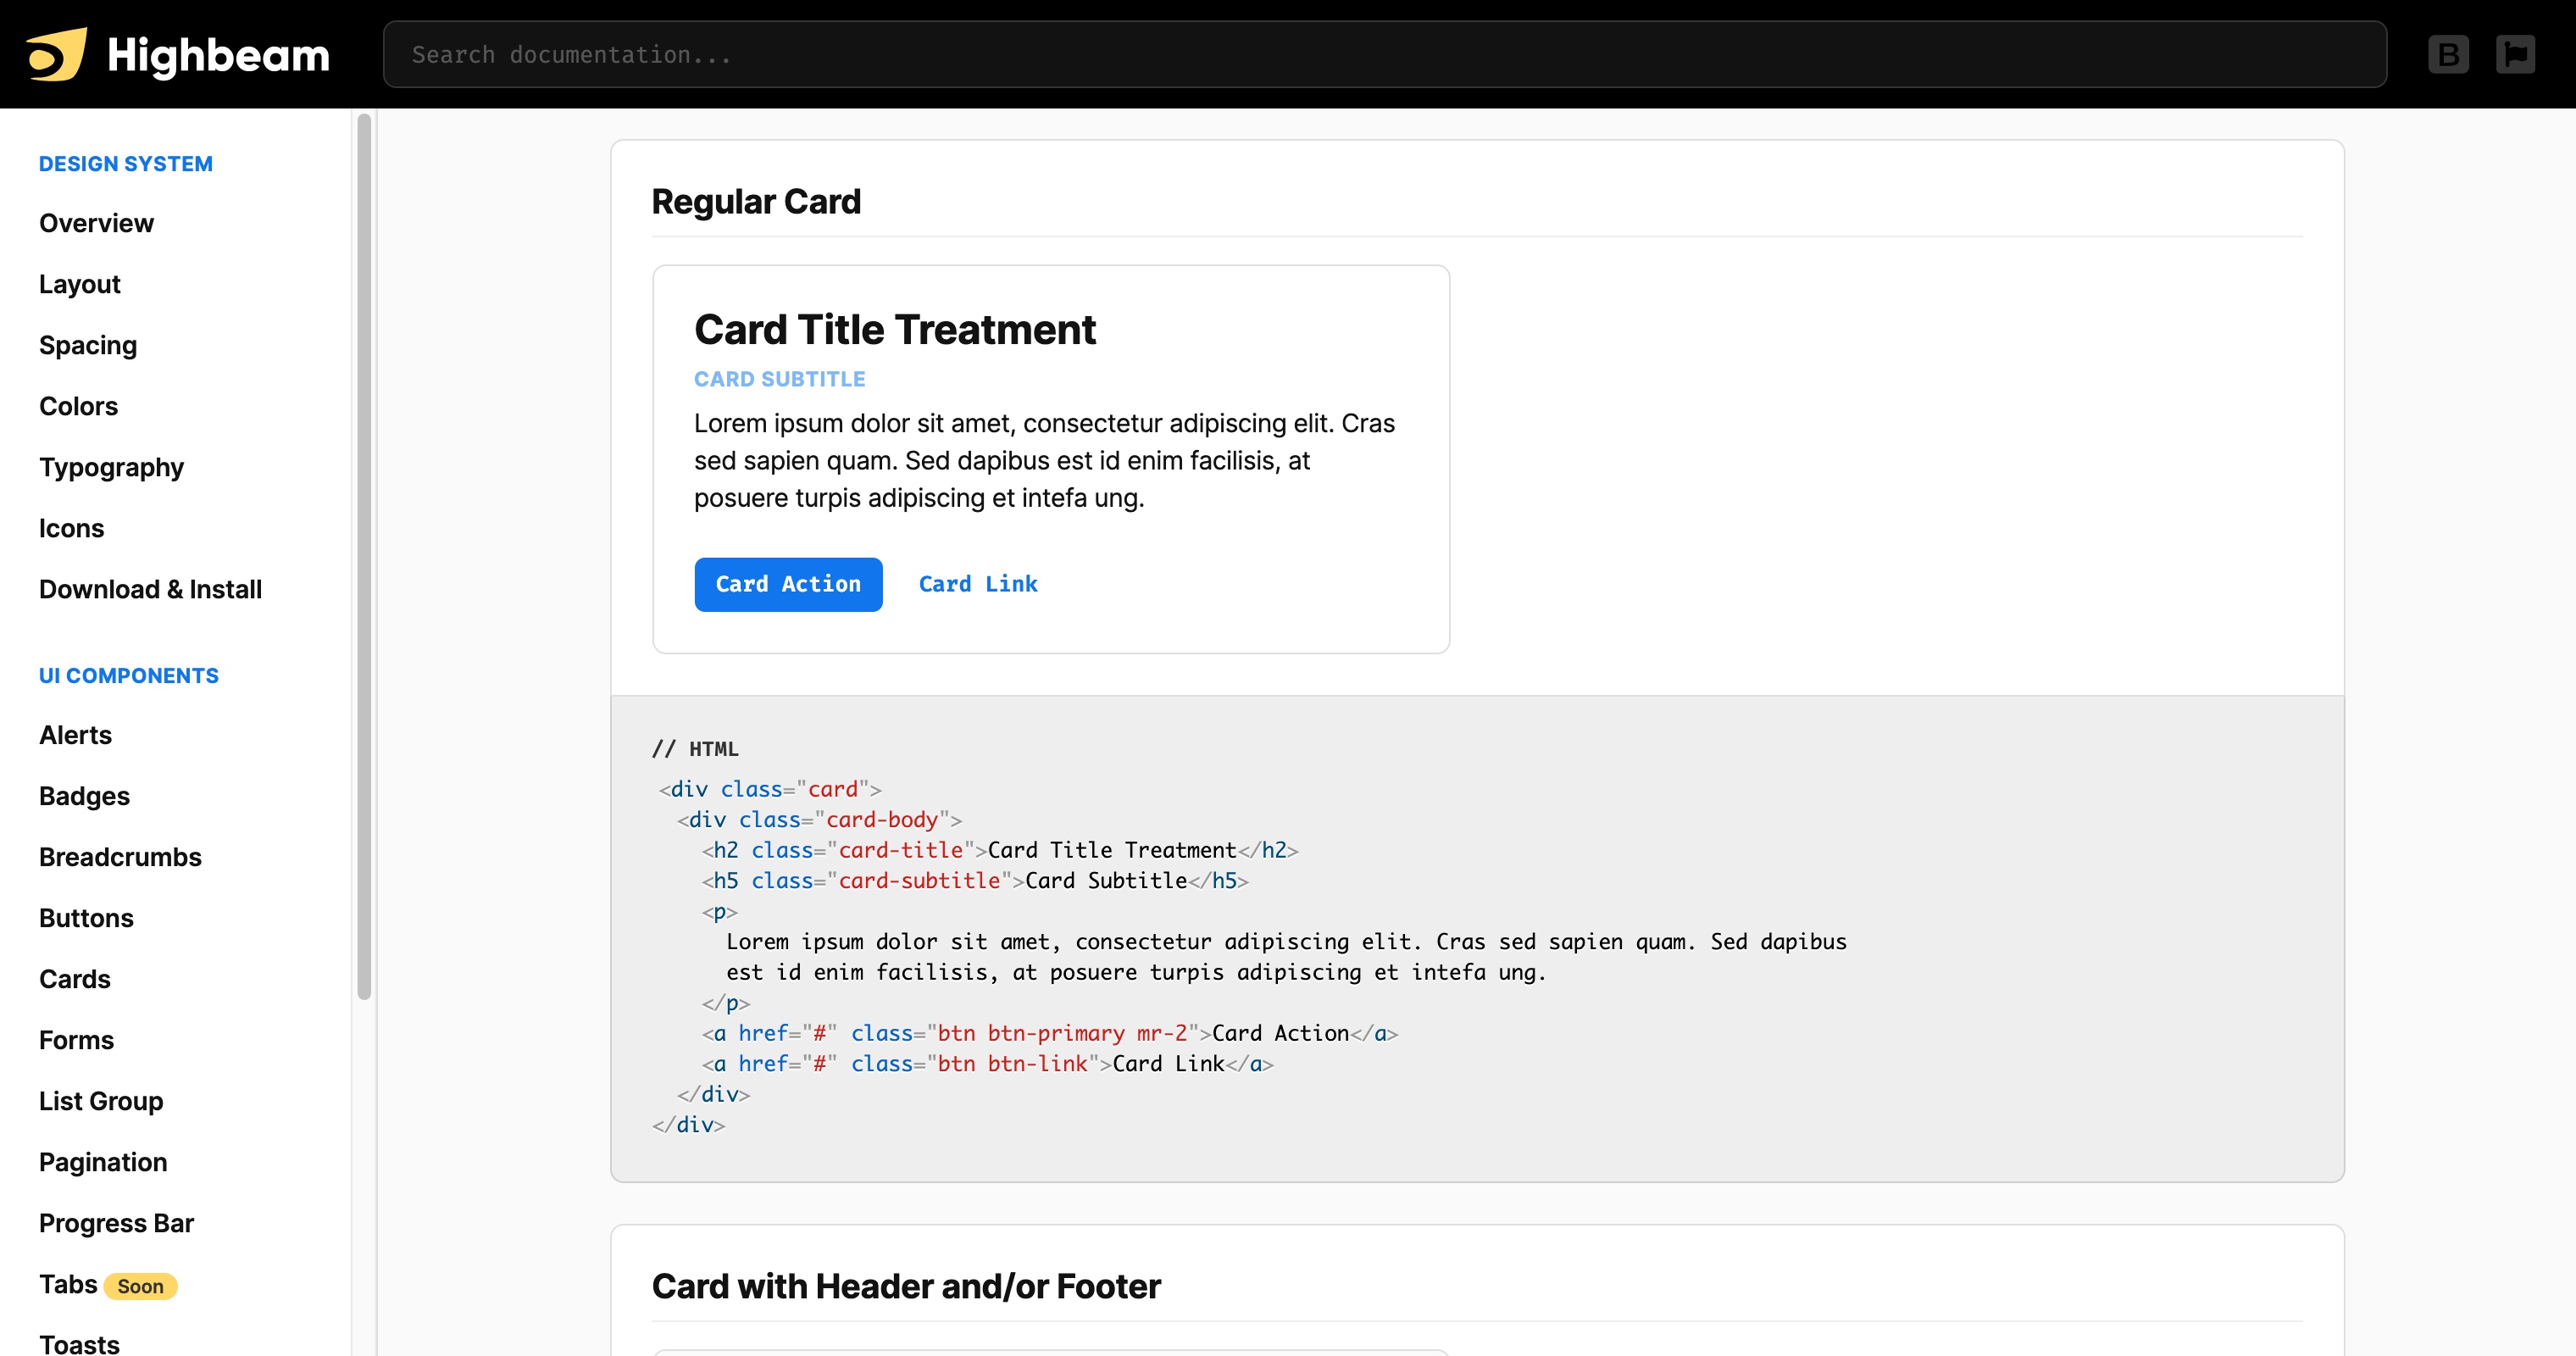 Highbeam
Search documentation...
B
DESIGN SYSTEM
Overview
Layout
Spacing
Colors
Typography
Icons
Download & Install
UI COMPONENTS
Alerts
Badges
Breadcrumbs
Buttons
Cards
Forms
List Group
Pagination
Progress Bar
Tabs Soon
Toasts
Regular Card
Card Title Treatment
CARD SUBTITLE
Lorem ipsum dolor sit amet, consectetur adipiscing elit. Cras
sed sapien quam. Sed dapibus est id enim facilisis, at
posuere turpis adipiscing et intefa ung.
Card Action Card Link
// HTML
<div class="card">
<div class="card-body">
<h2 class="card-title">Card Title Treatment</h2>
<h5 class="card-subtitle">Card Subtitle</h5>
<p>
Lorem ipsum dolor sit amet, consectetur adipiscing elit. Cras sed sapien quam. Sed dapibus
est id enim facilisis, at posuere turpis adipiscing et intefa ung.
</p>
<a href="#" class="btn btn-primary mr-2">Card Action</a>
<a href="#" class="btn btn-link">Card Link</a>
</div>
</div>
Card with Header and/or Footer